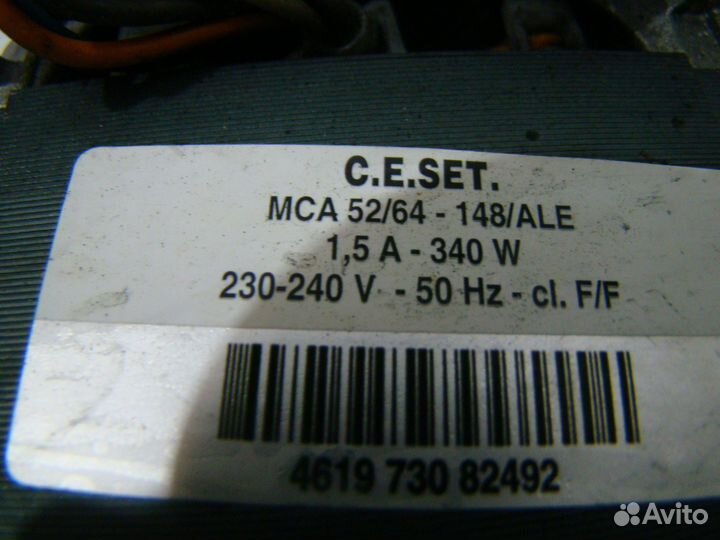 C.E.SET.
MCA 52/64 - 148/ALE
1,5 A - 340 W
230-240 V - 50 Hz - cl. F/F
4619 730 82492
Avito